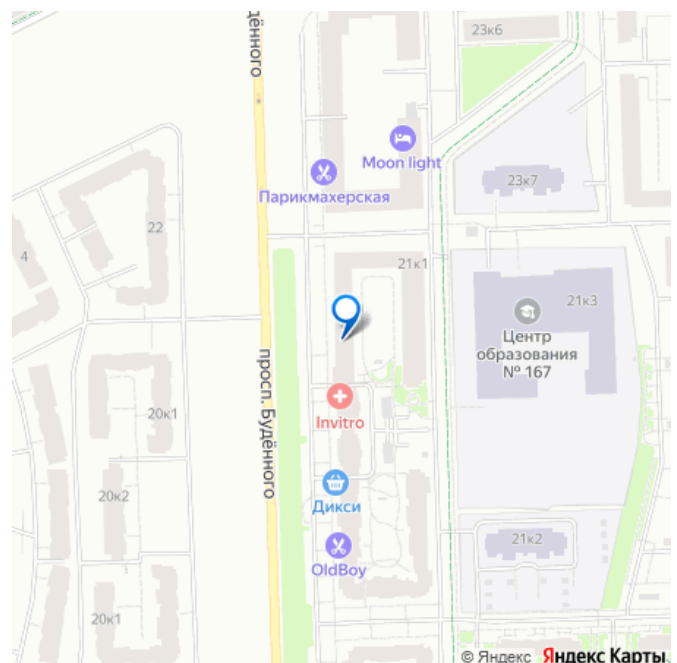 дённого
23к6
Moon light
Парикмахерская
23к7
22
4
21к1
21к3
Центр
образования
№ 167
просп. Будённого
Invitro
20к1
20к2
Дикси
21к2
OldBoy
20к1
© Яндекс Яндекс Карты